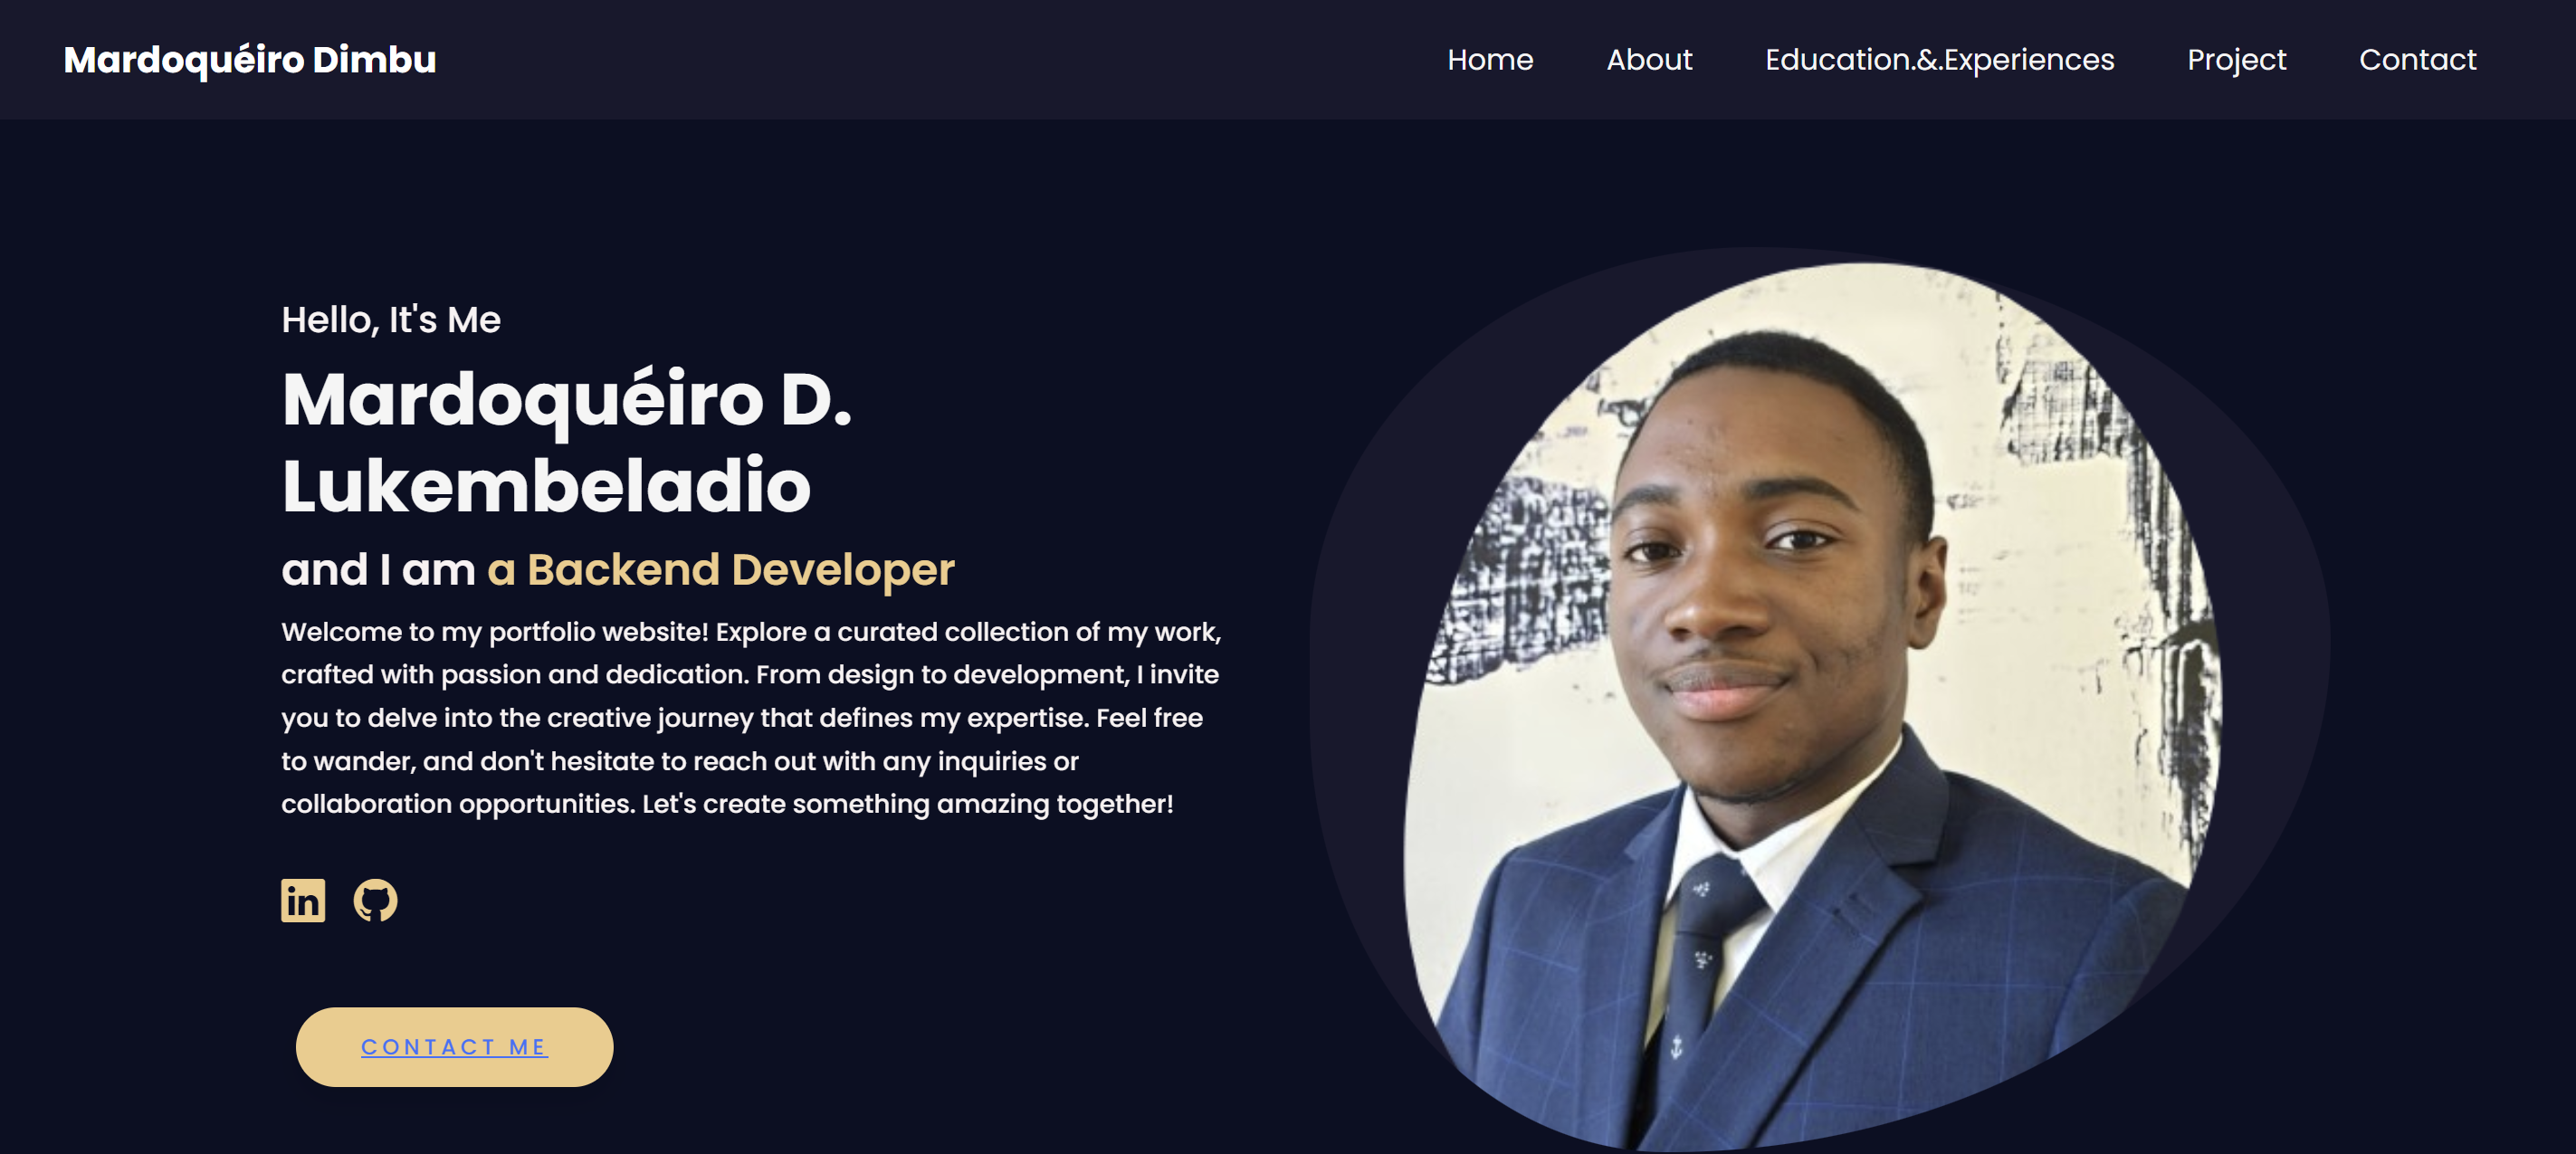 Mardoquéiro Dimbu
Home About Education.&.Experiences Project Contact
Hello, It's Me
Mardoquéiro D.
Lukembeladio
and I am a Backend Developer
Welcome to my portfolio website! Explore a curated collection of my work,
crafted with passion and dedication. From design to development, I invite
you to delve into the creative journey that defines my expertise. Feel free
to wander, and don't hesitate to reach out with any inquiries or
collaboration opportunities. Let's create something amazing together!
in
CONTACT ME